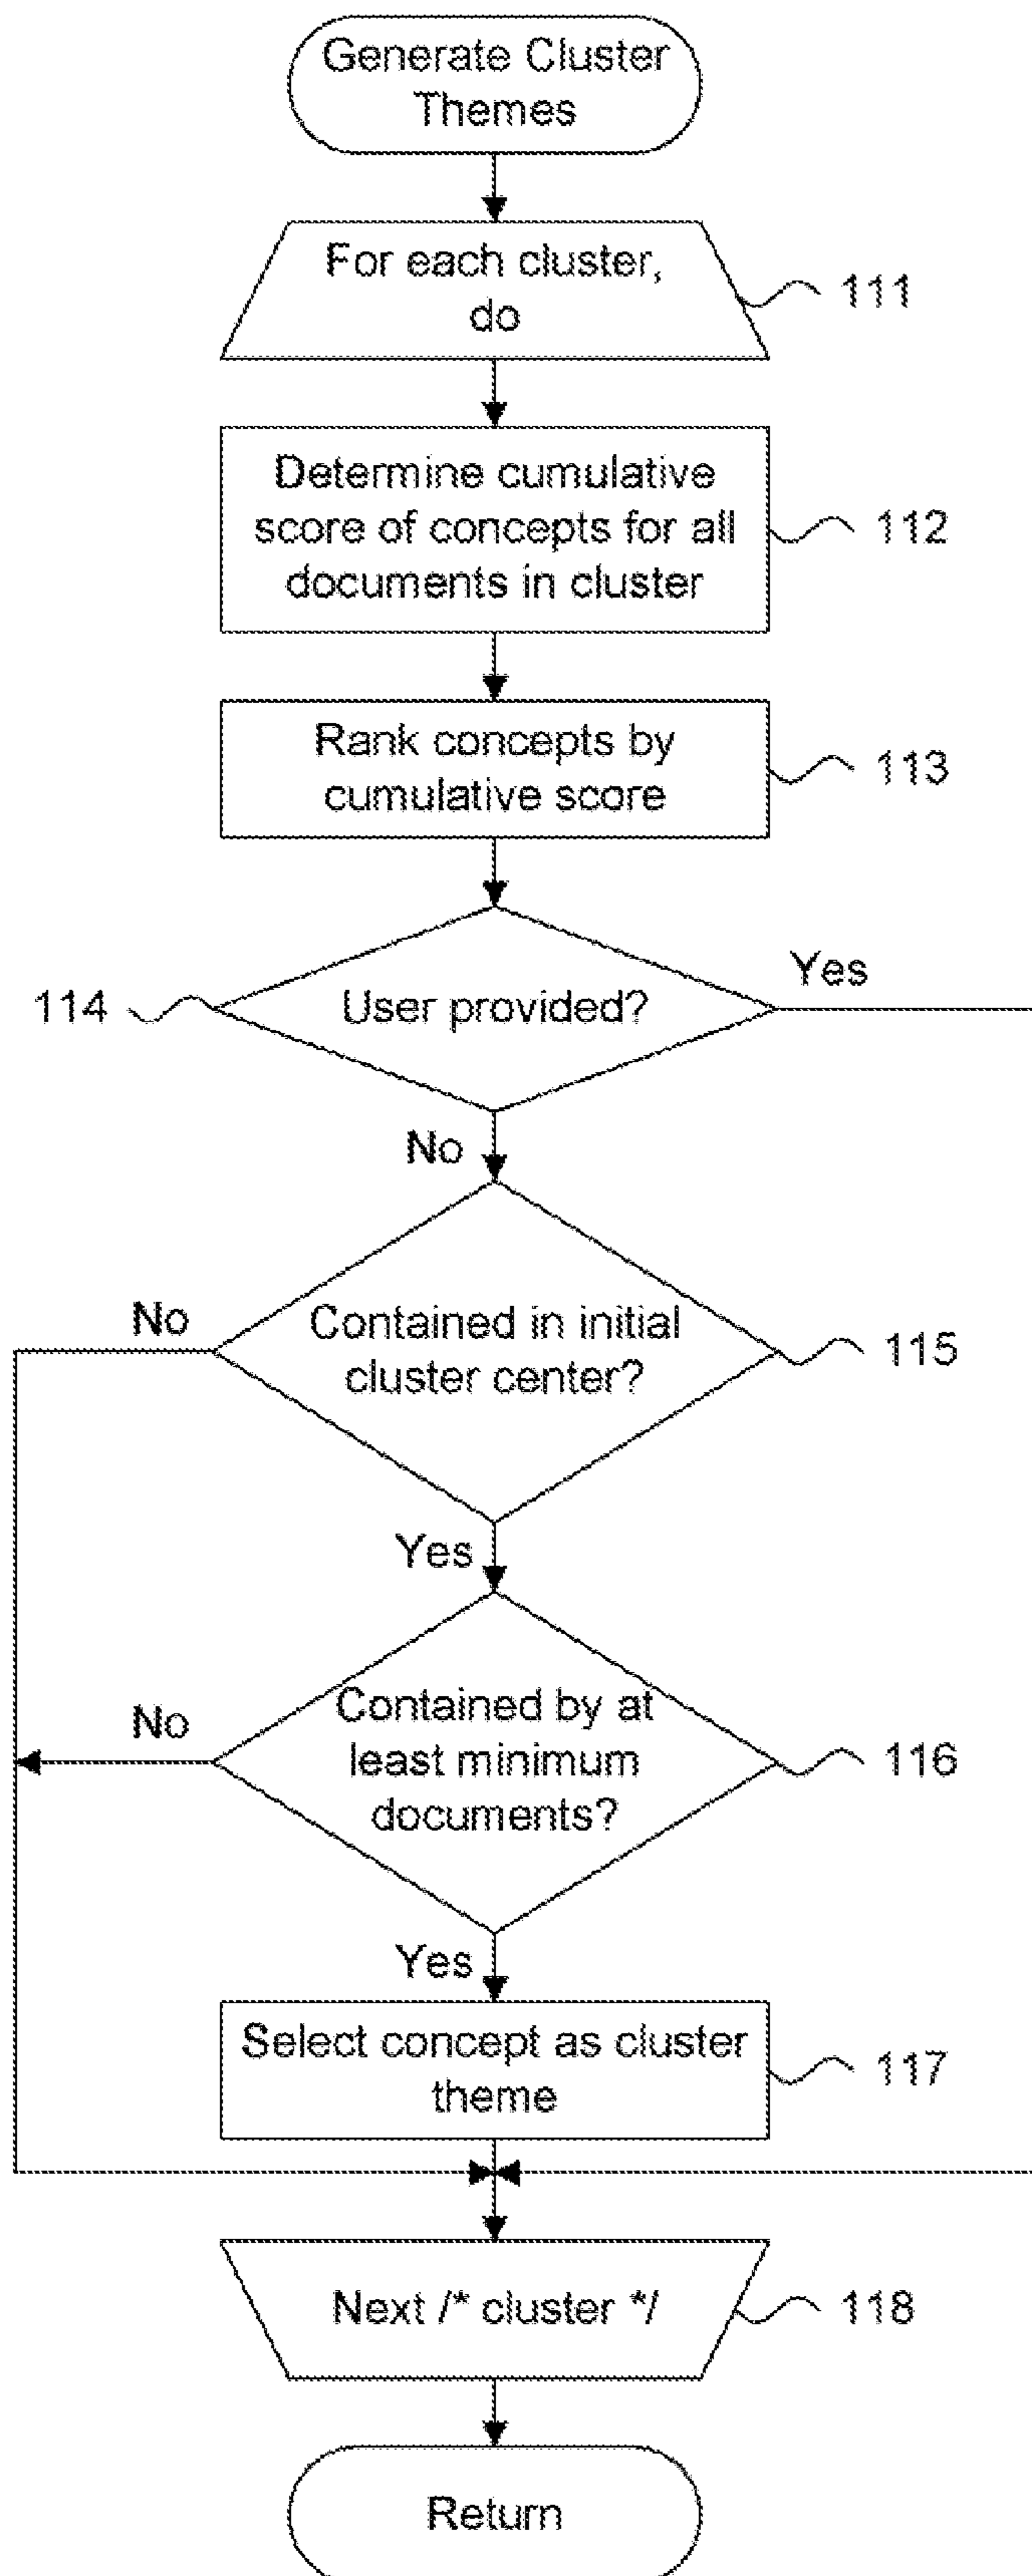 Generate Cluster
Themes
For each cluster,
do
111
Determine cumulative
score of concepts for all
documents in cluster
112
Rank concepts by
cumulative score
113
Yes
114
User provided?
No
No
Contained in initial
cluster center?
115
Yes
No
Contained by at
least minimum
documents?
116
Yes
Select concept as cluster
theme
117
Next /* cluster */
118
Return